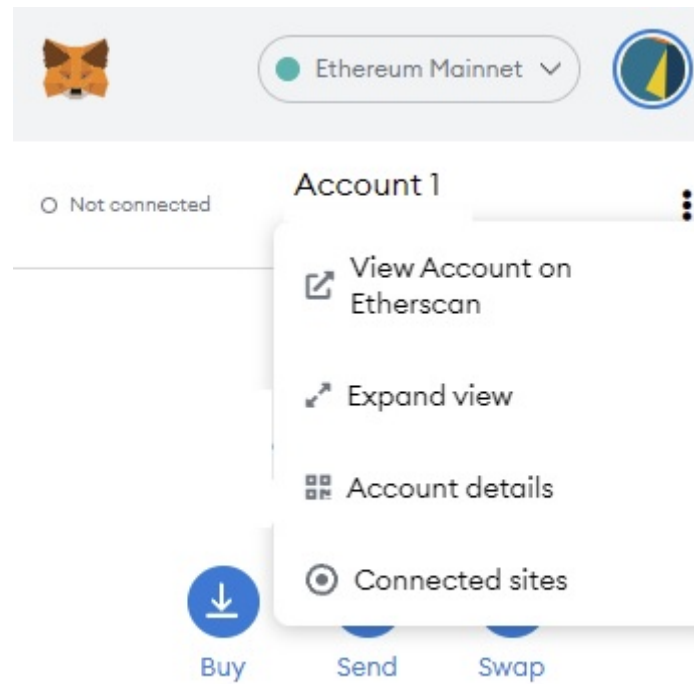 Ethereum Mainnet
Not connected
Account 1
View Account on
Etherscan
Expand view
Account details
Connected sites
Buy
Send
Swap